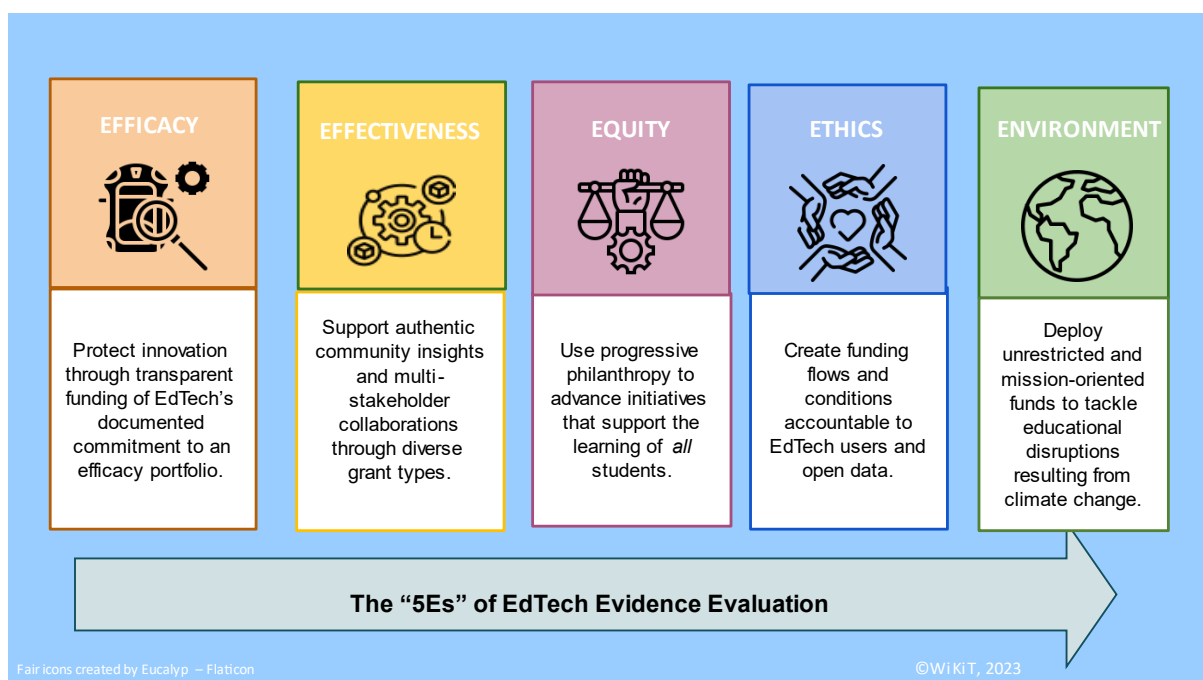 EFFICACY
Protect innovation
through transparent
funding of EdTech’s
documented
commitment to an
efficacy portfolio.
EFFECTIVENESS
Support authentic
community insights
and multi-
stakeholder
collaborations
through diverse
grant types.
EQUITY
Use progressive
philanthropy to
advance initiatives
that support the
learning of all
students.
ETHICS
Create funding
flows and
conditions
accountable to
EdTech users and
open data.
ENVIRONMENT
Deploy
unrestricted and
mission-oriented
funds to tackle
educational
disruptions
resulting from
climate change.
The “5Es” of EdTech Evidence Evaluation
Fair icons created by Eucalyp – Flaticon
©WiKiT, 2023